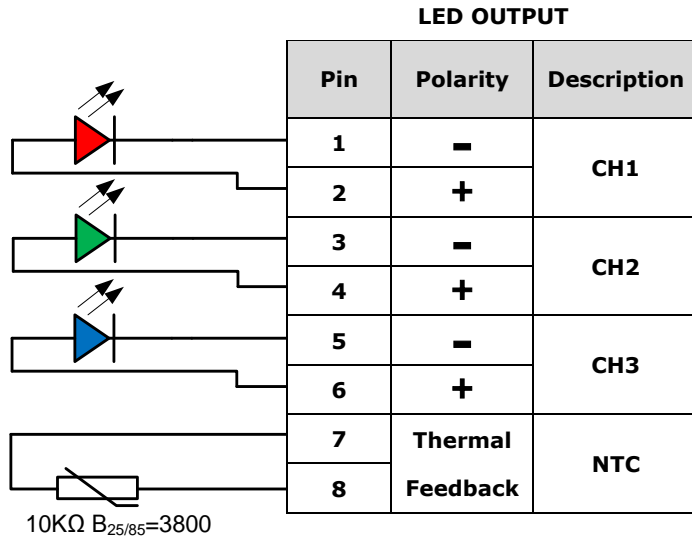 LED OUTPUT
Pin Polarity Description
1 -
CH1
2 +
3 -
CH2
4 +
5 -
CH3
6 +
7 Thermal
NTC
8 Feedback
10KΩ B25/85=3800